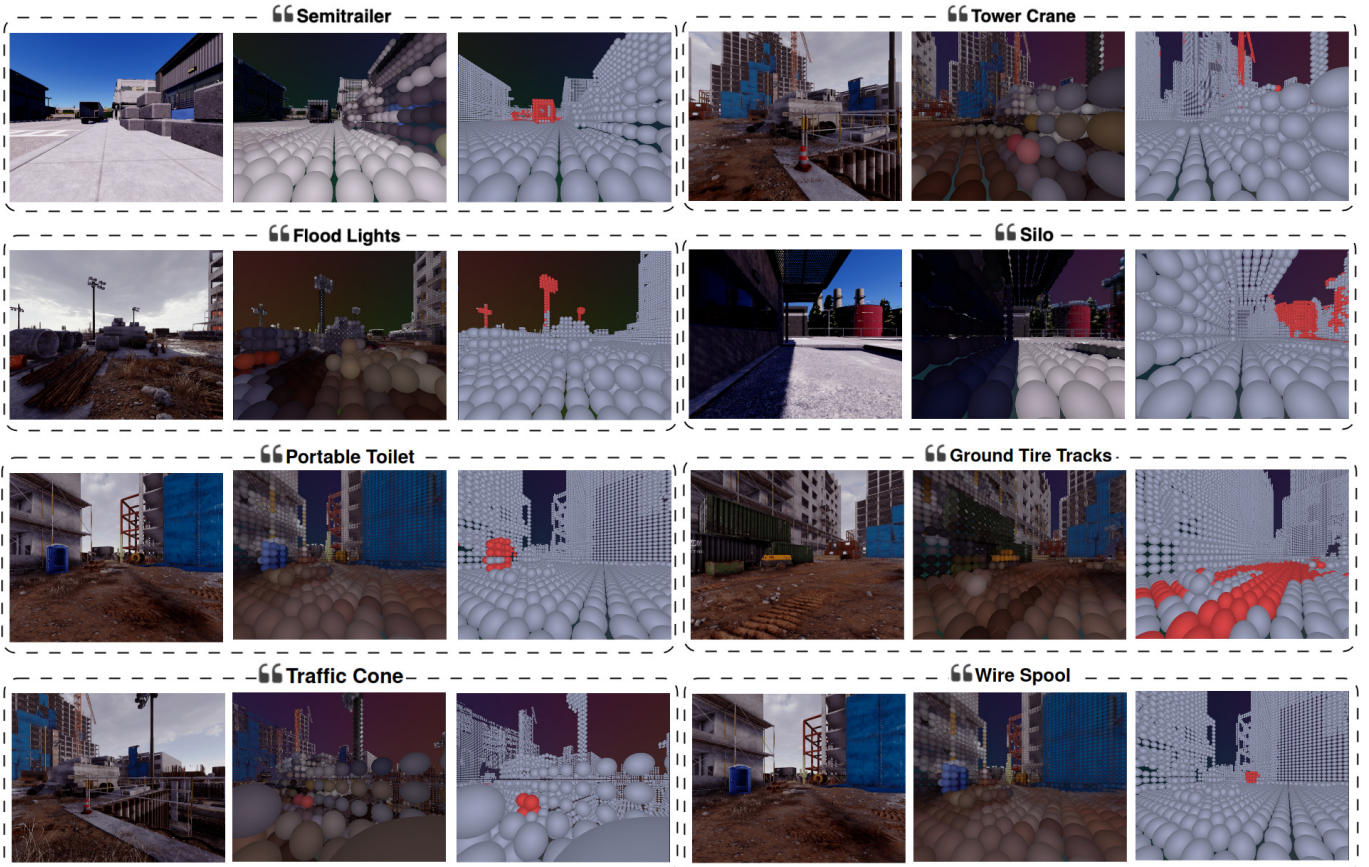 ❝ Semitrailer
❝ Tower Crane
❝ Flood Lights
❝ Silo
❝ Portable Toilet
❝ Ground Tire Tracks
❝ Traffic Cone
❝ Wire Spool